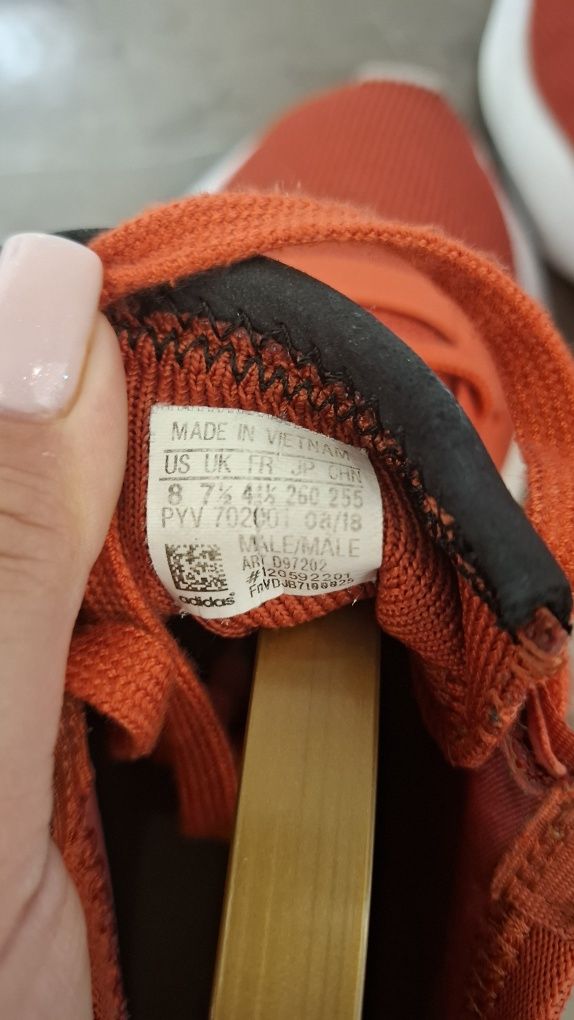 MADE IN VIETNAM
US UK FR JP CHN
8 7½ 41⅓ 260 255
PYV 702001 08/18
MALE/MALE
ART D97202
#120592201
adidas